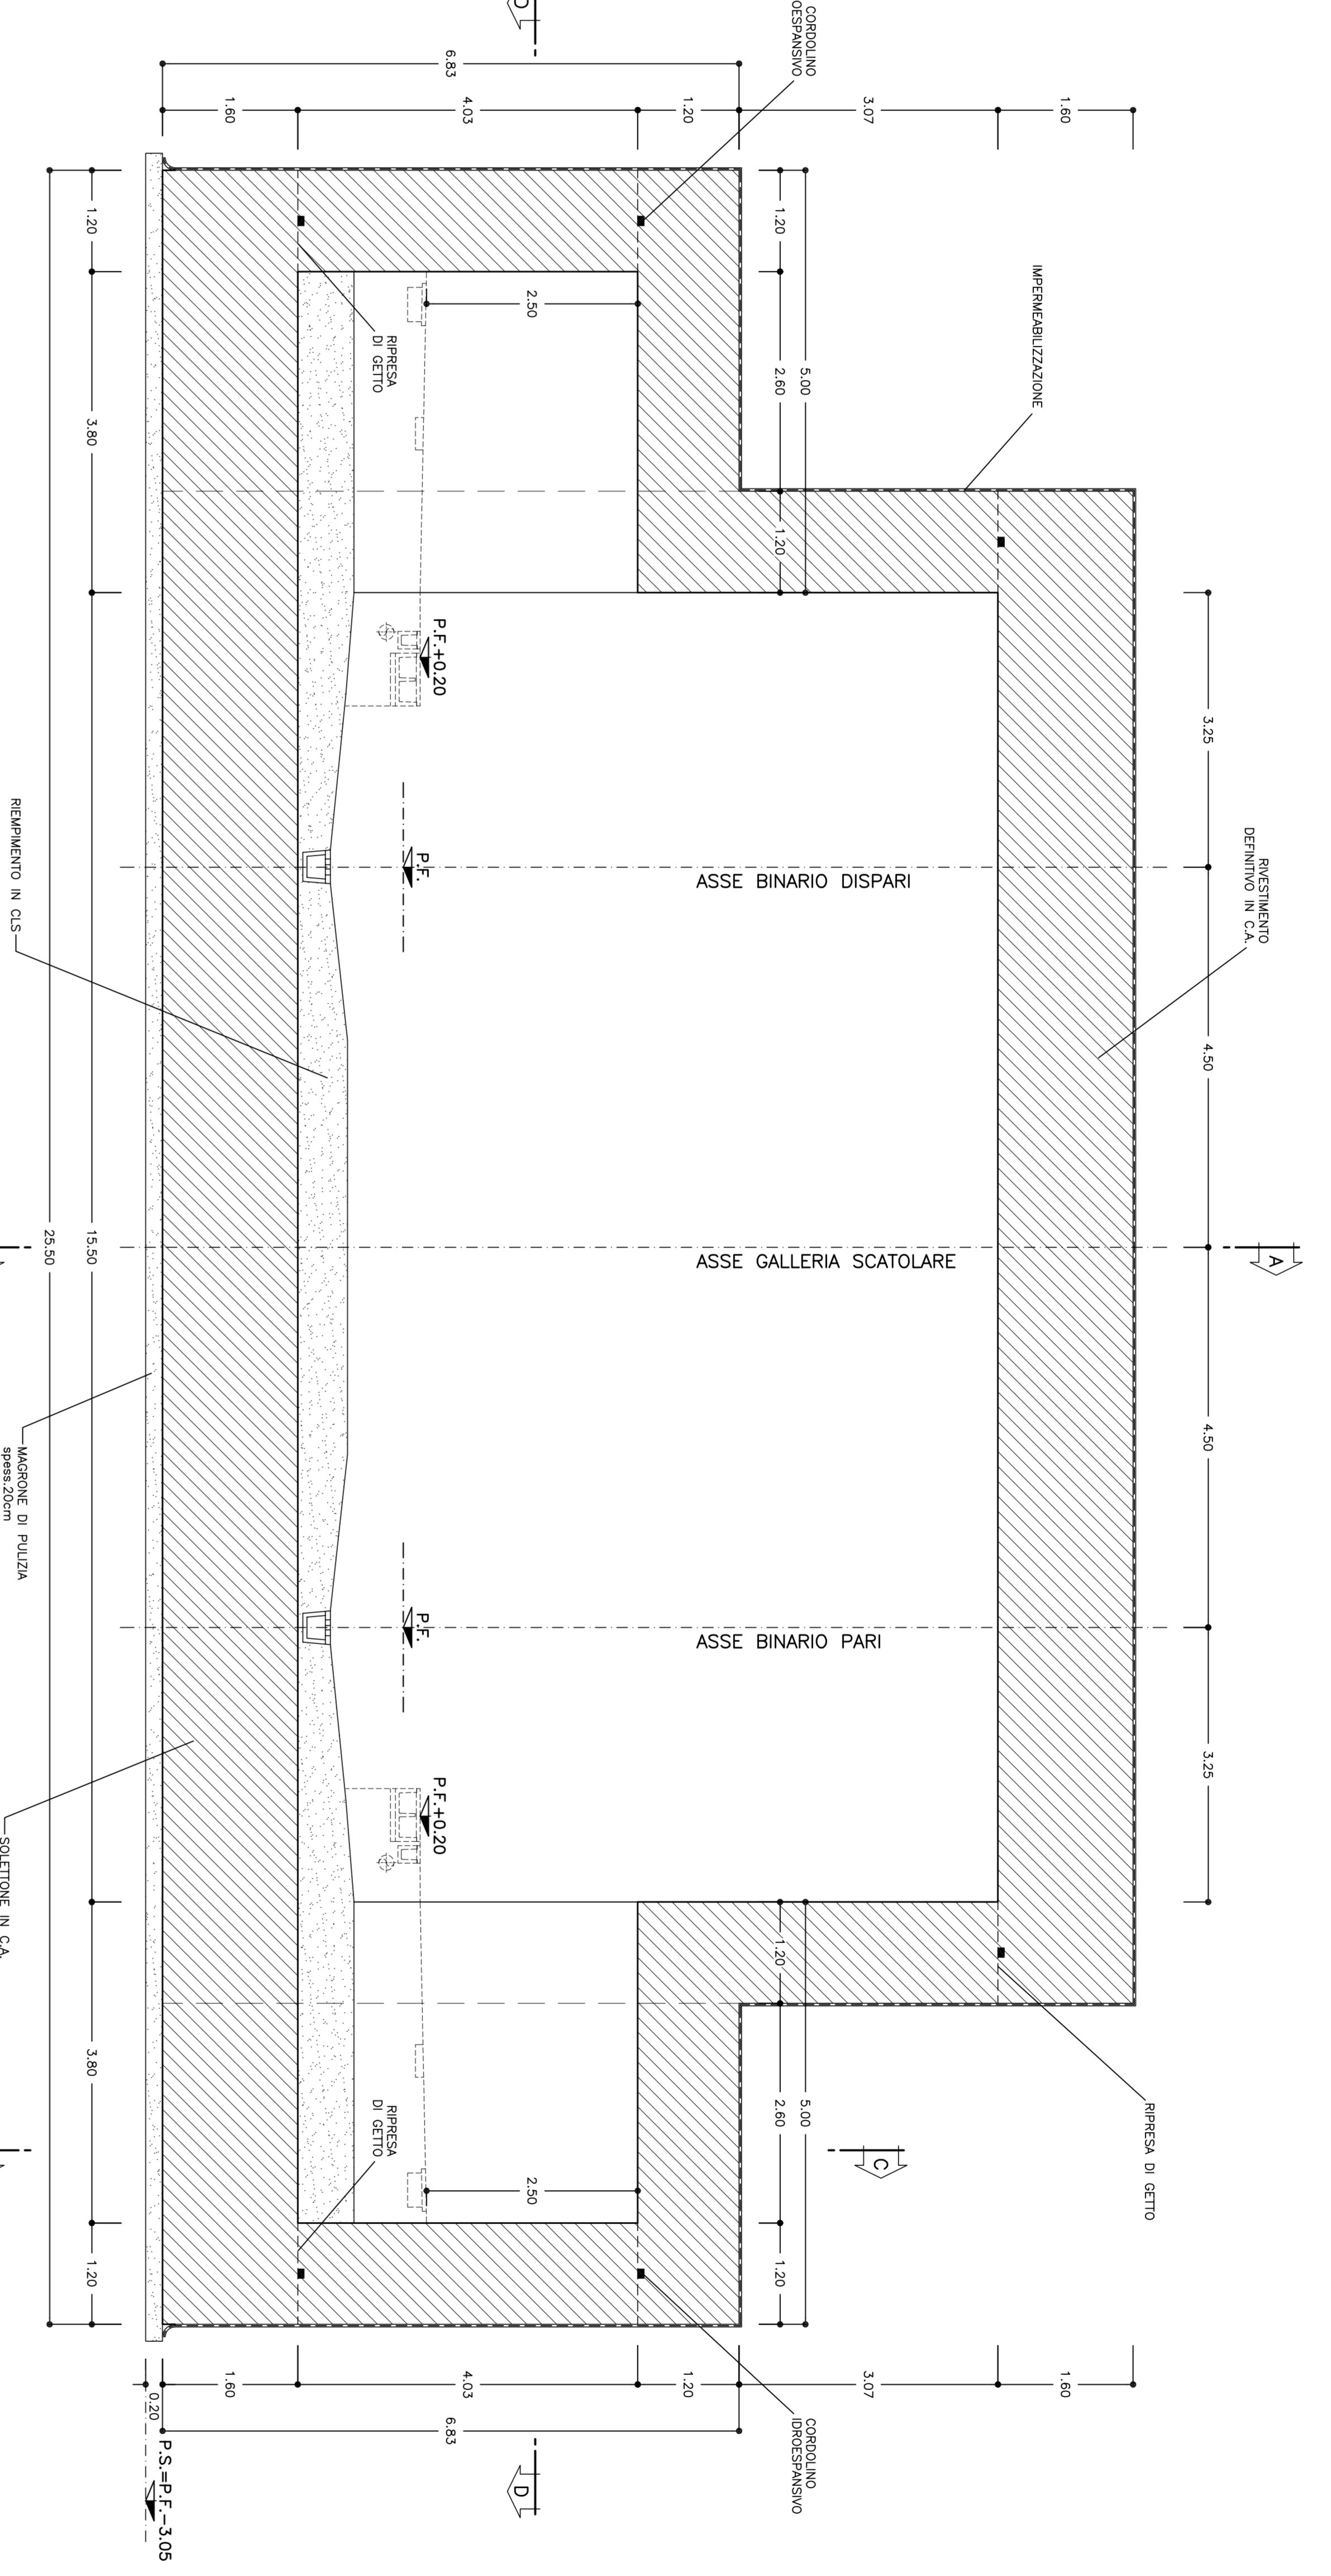 A
RIVESTIMENTO
DEFINITIVO IN C.A.
3.25
4.50
4.50
3.25
RIPRESA DI GETTO
IMPERMEABILIZZAZIONE
1.60
1.60
3.07
3.07
C
CORDOLINO
OESPANSIVO
CORDOLINO
IDROESPANSIVO
5.00
5.00
1.20
2.60
1.20
1.20
2.60
1.20
ASSE BINARIO DISPARI
ASSE GALLERIA SCATOLARE
ASSE BINARIO PARI
1.20
1.20
2.50
2.50
D
D
4.03
6.83
4.03
6.83
P.F.+0.20
P.F.+0.20
P.F.
P.F.
RIPRESA
DI GETTO
RIPRESA
DI GETTO
1.60
1.60
0.20
P.S.=P.F.-3.05
1.20
3.80
15.50
3.80
1.20
25.50
RIEMPIMENTO IN CLS
MAGRONE DI PULIZIA
spess.20cm
SOLETTONE IN C.A.